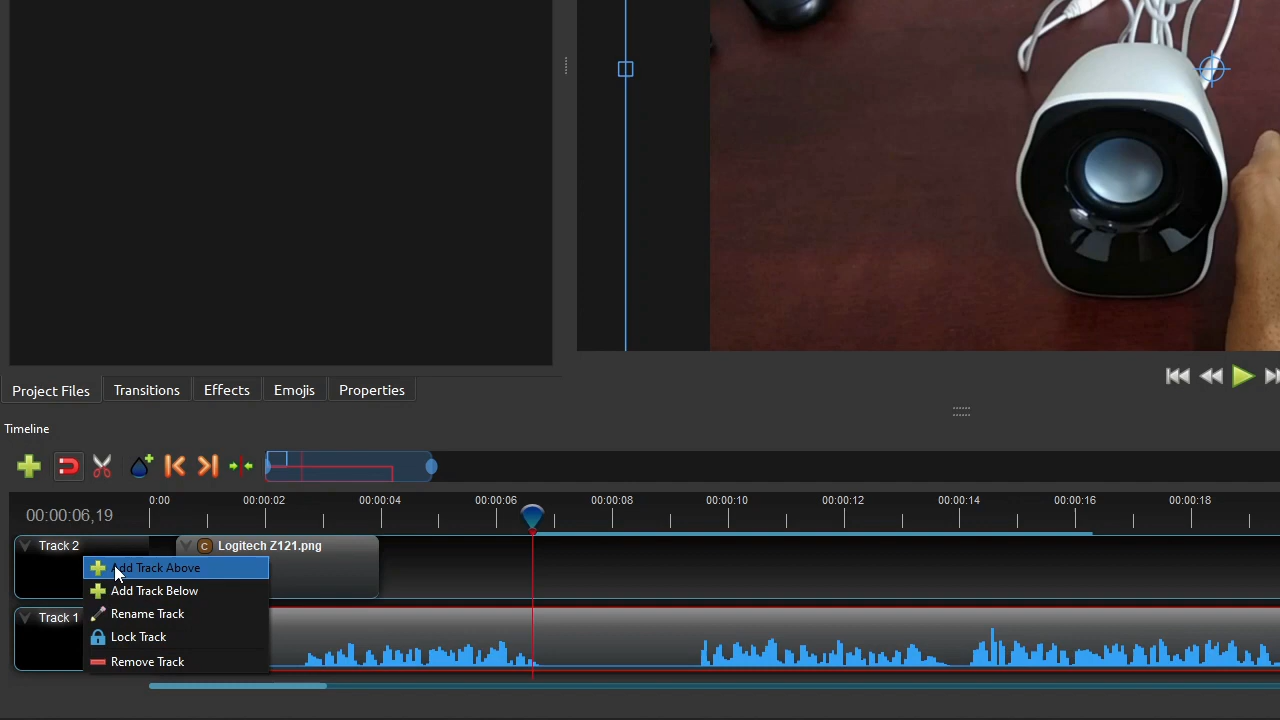 Project Files
Transitions
Effects
Emojis
Properties
Timeline
0:00
00:00:02
00:00:04
00:00:06
00:00:08
00:00:10
00:00:12
00:00:14
00:00:16
00:00:18
00:00:06,19
Track 2
C
Logitech Z121.png
Add Track Above
Add Track Below
Rename Track
Track 1
Lock Track
Remove Track